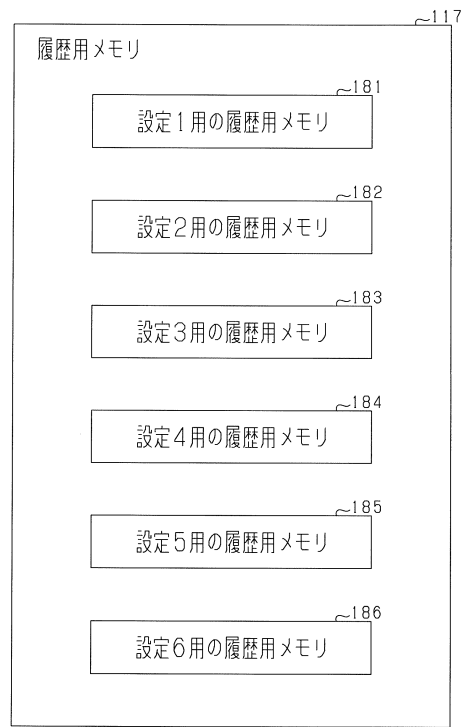 117
履歴用メモリ
181
設定1用の履歴用メモリ
182
設定2用の履歴用メモリ
183
設定3用の履歴用メモリ
184
設定4用の履歴用メモリ
185
設定5用の履歴用メモリ
186
設定6用の履歴用メモリ